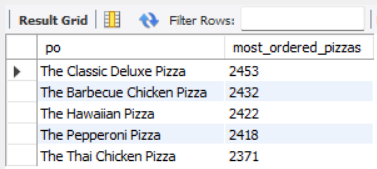 Result Grid Filter Rows:
po most_ordered_pizzas
The Classic Deluxe Pizza 2453
The Barbecue Chicken Pizza 2432
The Hawaiian Pizza 2422
The Pepperoni Pizza 2418
The Thai Chicken Pizza 2371